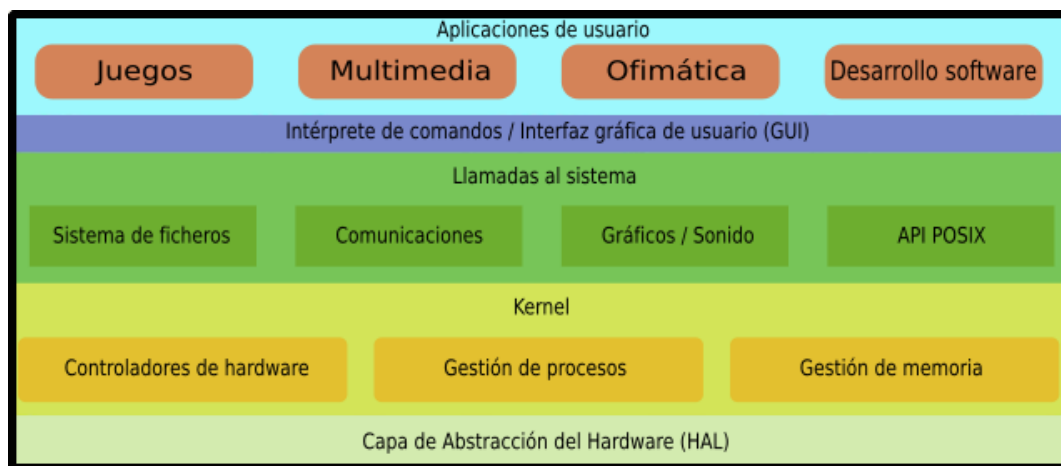 Aplicaciones de usuario
Juegos
Multimedia
Ofimática
Desarrollo software
Intérprete de comandos / Interfaz gráfica de usuario (GUI)
Llamadas al sistema
Sistema de ficheros
Comunicaciones
Gráficos / Sonido
API POSIX
Kernel
Controladores de hardware
Gestión de procesos
Gestión de memoria
Capa de Abstracción del Hardware (HAL)